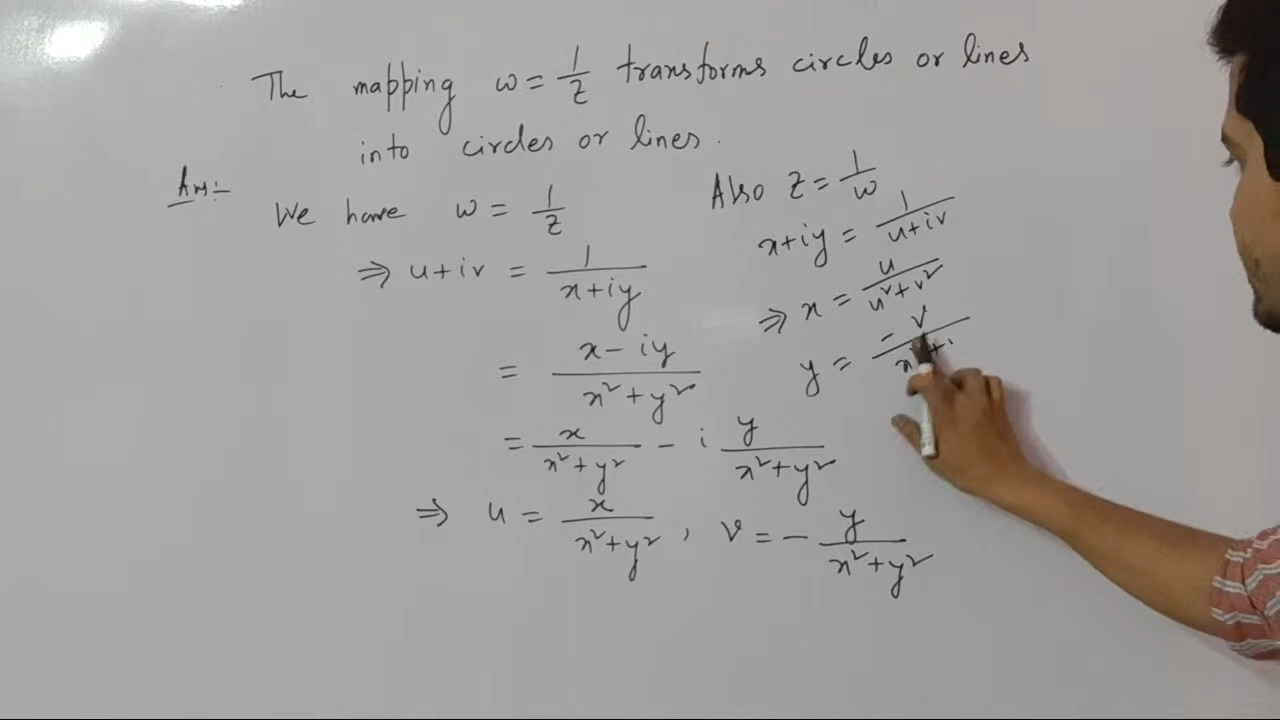 The mapping w = 1/z transforms circles or lines
into circles or lines.
Ans:-
We have w = 1/z
⇒ u+iv = 1/(x+iy)
= (x-iy)/(x²+y²)
= x/(x²+y²) - i y/(x²+y²)
⇒ u = x/(x²+y²), v = - y/(x²+y²)
Also z = 1/w
x+iy = 1/(u+iv)
⇒ x = u/(u²+v²)
y = -v/